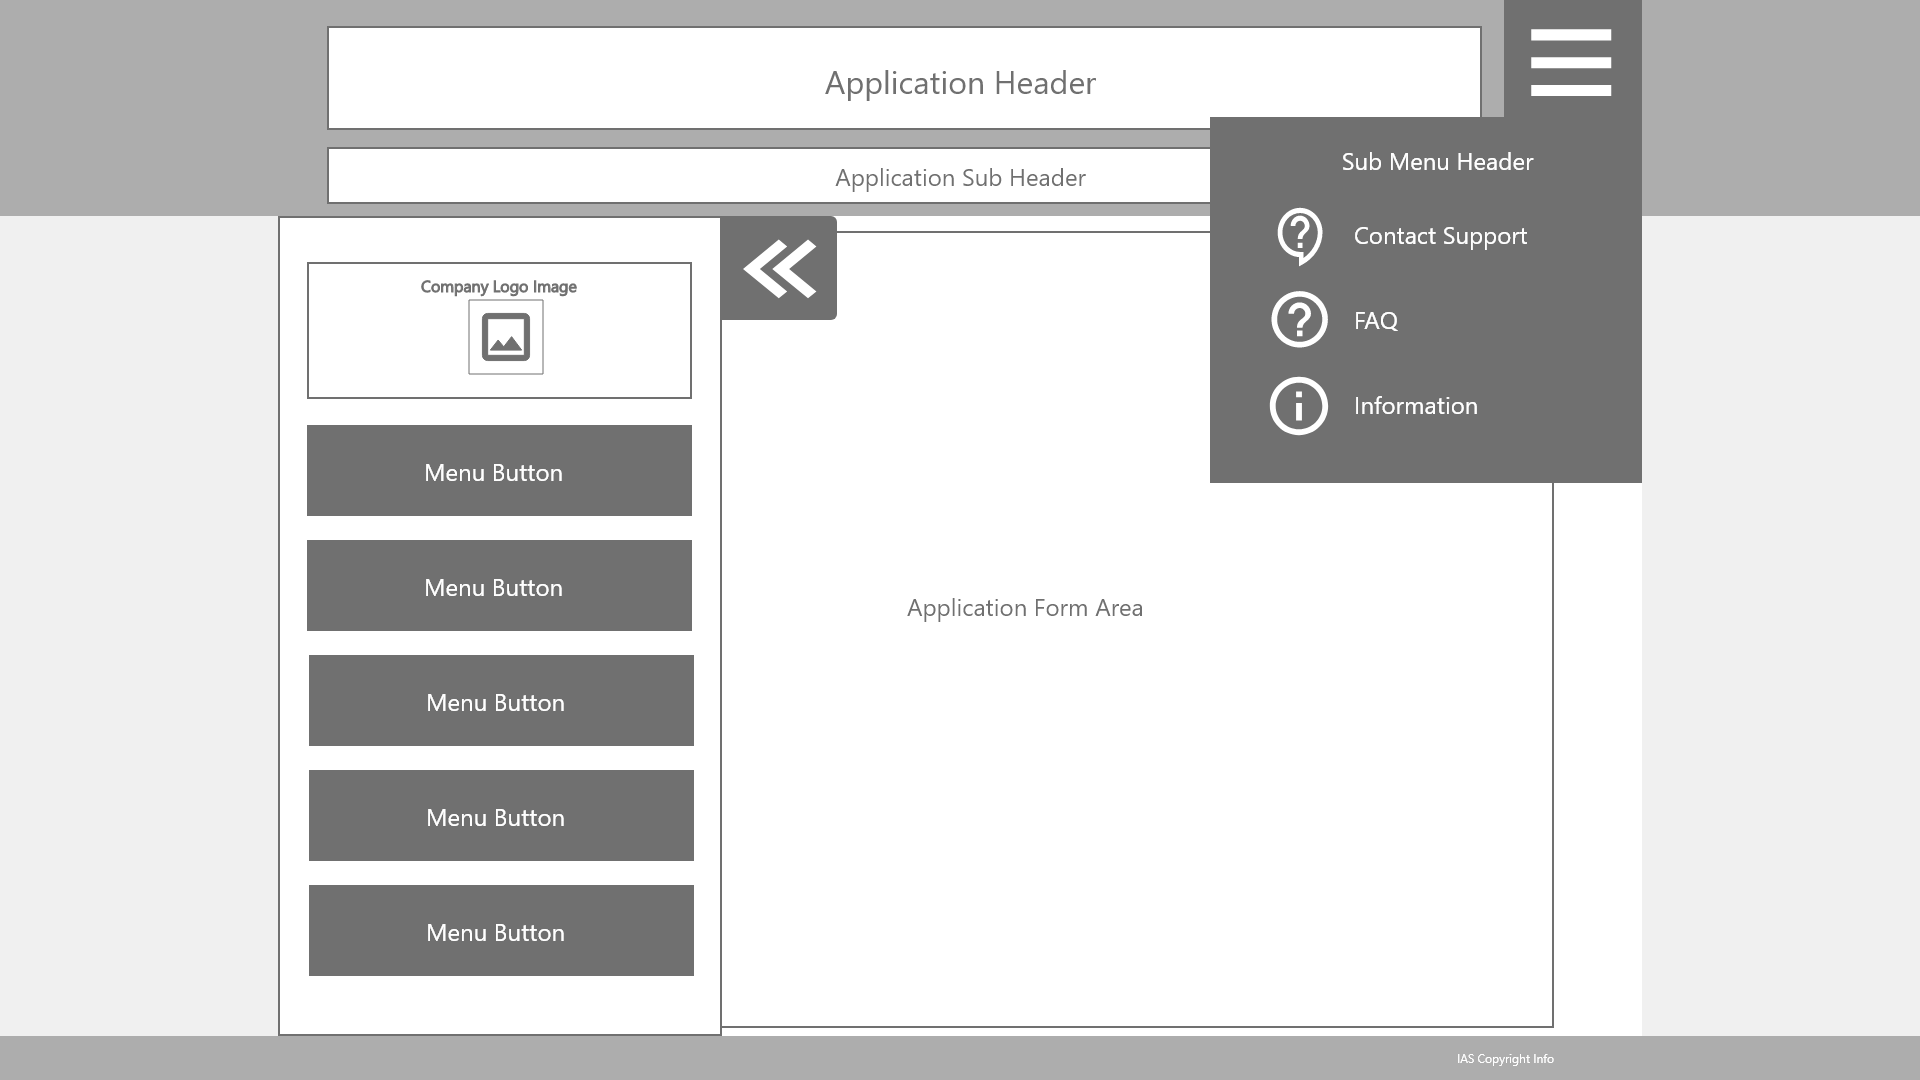 Application Header
Application Sub Header
Sub Menu Header
Contact Support
FAQ
Information
Company Logo Image
Menu Button
Menu Button
Menu Button
Menu Button
Menu Button
Application Form Area
IAS Copyright Info